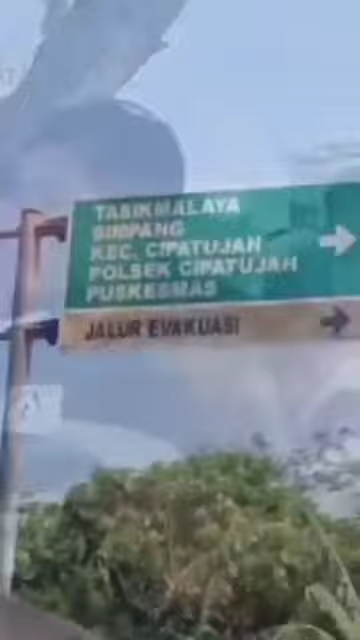 TASIKMALAYA
SIMPANG
KEC. CIPATUJAH
POLSEK CIPATUJAH
PUSKESMAS
JALUR EVAKUASI